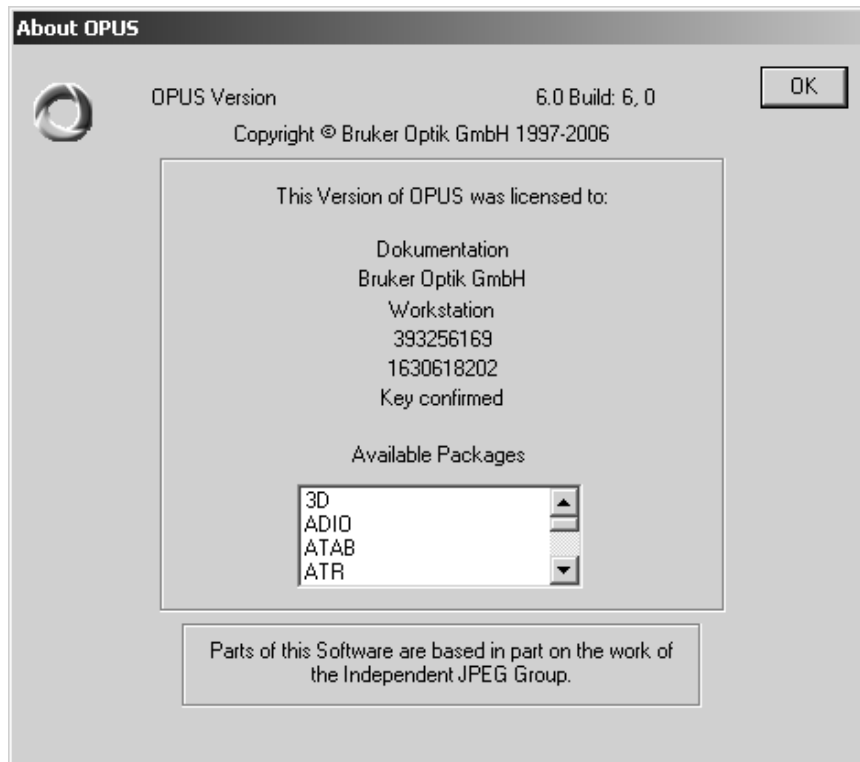 About OPUS
OPUS Version 6.0 Build: 6, 0 OK
Copyright © Bruker Optik GmbH 1997-2006
This Version of OPUS was licensed to:
Dokumentation
Bruker Optik GmbH
Workstation
393256169
1630618202
Key confirmed
Available Packages
3D
ADIO
ATAB
ATR
Parts of this Software are based in part on the work of
the Independent JPEG Group.